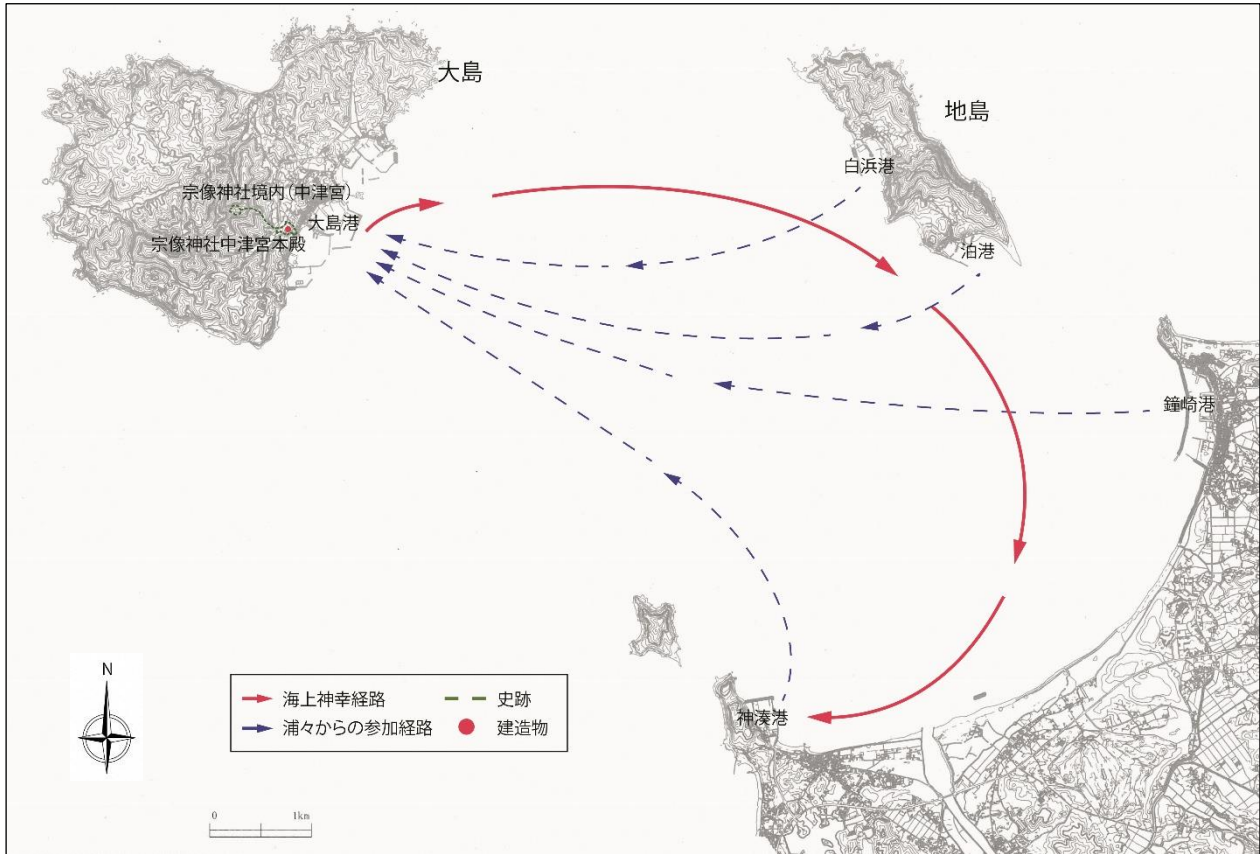 大島
地島
白浜港
宗像神社境内(中津宮)
大島港
宗像神社中津宮本殿
泊港
鐘崎港
神湊港
N
海上神幸経路
史跡
浦々からの参加経路
建造物
0 1km